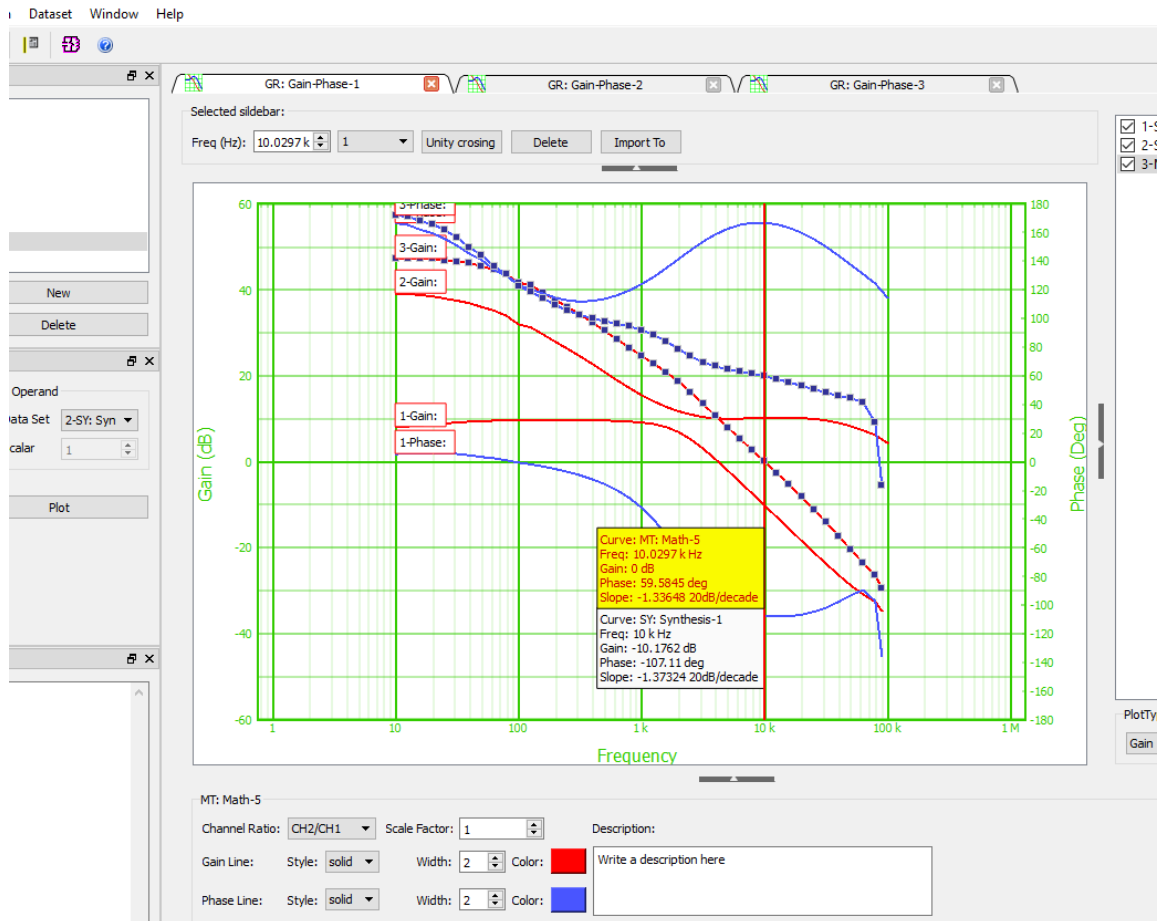 Dataset Window Help
GR: Gain-Phase-1 GR: Gain-Phase-2 GR: Gain-Phase-3
Selected sildebar:
Freq (Hz): 10.0297 k 1 Unity crosing Delete Import To
1-S
2-S
3-M
New
Delete
Operand
Data Set 2-SY: Syn
calar 1
Plot
60 40 20 0 -20 -40 -60
Gain (dB)
180 160 140 120 100 80 60 40 20 0 -20 -40 -60 -80 -100 -120 -140 -160 -180
Phase (Deg)
3-Phase:
3-Gain:
2-Gain:
1-Gain:
1-Phase:
Curve: MT: Math-5
Freq: 10.0297 k Hz
Gain: 0 dB
Phase: 59.5845 deg
Slope: -1.33648 20dB/decade
Curve: SY: Synthesis-1
Freq: 10 k Hz
Gain: -10.1762 dB
Phase: -107.11 deg
Slope: -1.37324 20dB/decade
1 10 100 1 k 10 k 100 k 1 M
Frequency
PlotTy
Gain
MT: Math-5
Channel Ratio: CH2/CH1 Scale Factor: 1 Description:
Gain Line: Style: solid Width: 2 Color: Write a description here
Phase Line: Style: solid Width: 2 Color: